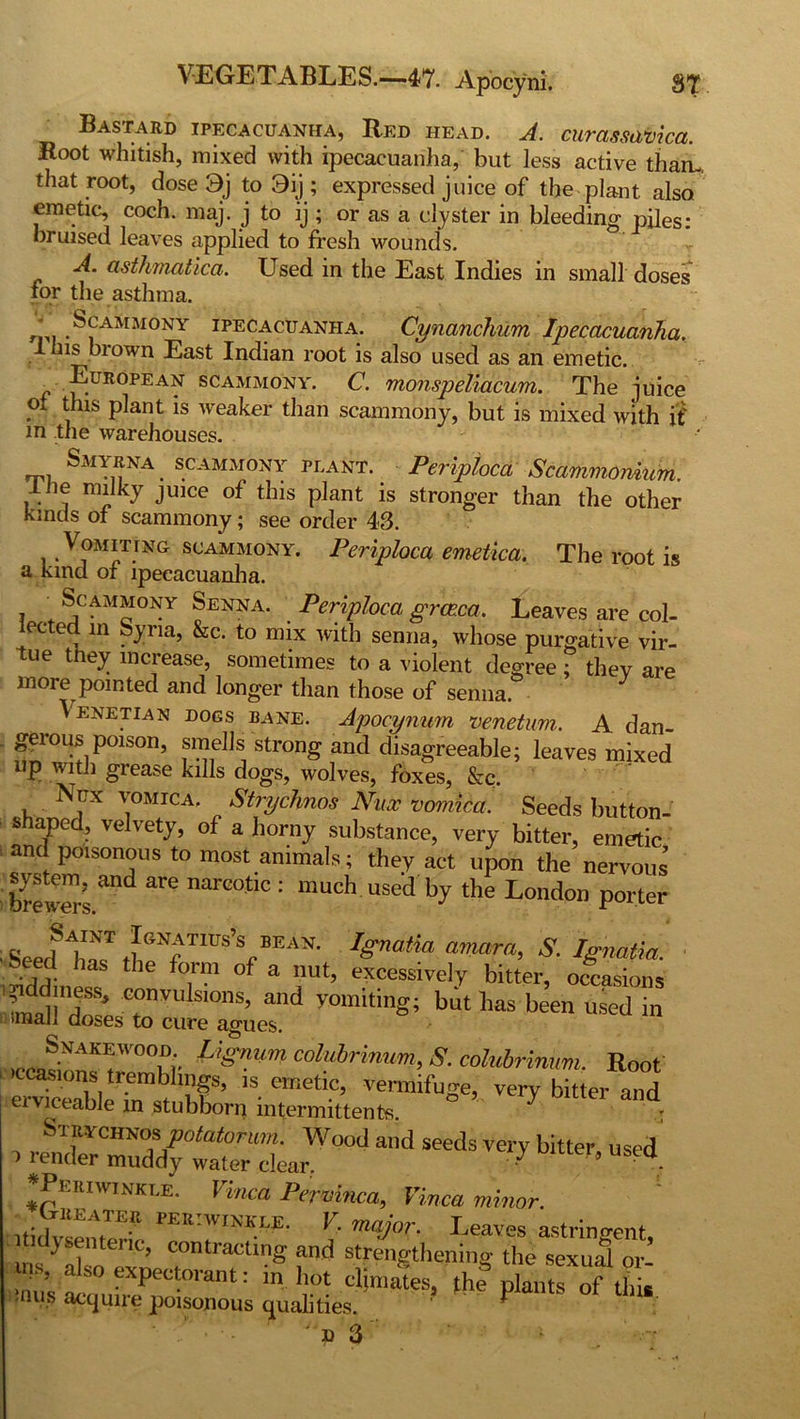 VEGETABLES.—47. Apocyni. 37
Bastard ipecacuanha, Red head. A. curassavica.
Root whitish, mixed with ipecacuanha, but less active than
that root, dose ℈j to ℈ij; expressed juice of the plant also
emetic, coch. maj. j to ij; or as a clyster in bleeding piles:
bruised leaves applied to fresh wounds.
A. asthmatica. Used in the East Indies in small doses
for the asthma.
Scammony ipecacuanha. Cynanchum Ipecacuanha.
This brown East Indian root is also used as an emetic.
European scammony. C. monspeliacum. The juice
of this plant is weaker than scammony, but is mixed with it
in the warehouses.
Smyrna scammony plant. Periploca Scammonium.
The milky juice of this plant is stronger than the other
kinds of scammony; see order 43.
Vomiting scammony. Periploca emetica. The root is
a kind of ipecacuanha.
Scammony Senna. Periploca græca. Leaves are col-
lected in Syria, &c. to mix with senna, whose purgative vir-
tue they increase, sometimes to a violent degree; they are
more pointed and longer than those of senna.
Venetian dogs bane. Apocynum venetum. A dan-
gerous poison, smells strong and disagreeable; leaves mixed
up with grease kills dogs, wolves, foxes, &c.
Nux vomica. Strychnos Nux vomica. Seeds button-
shaped, velvety, of a horny substance, very bitter, emetic
and poisonous to most animals; they act upon the nervous
system, and are narcotic: much used by the London porter
brewers.
Saint Ignatius's bean. Ignatia amara, S. Ignatia.
Seed has the form of a nut, excessively bitter, occasions
giddiness, convulsions, and vomiting; but has been used in
small doses to cure agues.
Snakewood. Lignum colubrinum, S. colubrinum. Root
occasions tremblings, is emetic, vermifuge, very bitter and
erviceable in stubborn intermittents.
Strychnos potatorum. Wood and seeds very bitter, used
o render muddy water clear.
*Periwinkle. Vinca Pervinca, Vinca minor.
*Greater periwinkle. V. major. Leaves astringent,
ntidysenteric, contracting and strengthening the sexual or-
ans, also expectorant: in hot climates, the plants of this
enus acquire poisonous qualities.
D 3